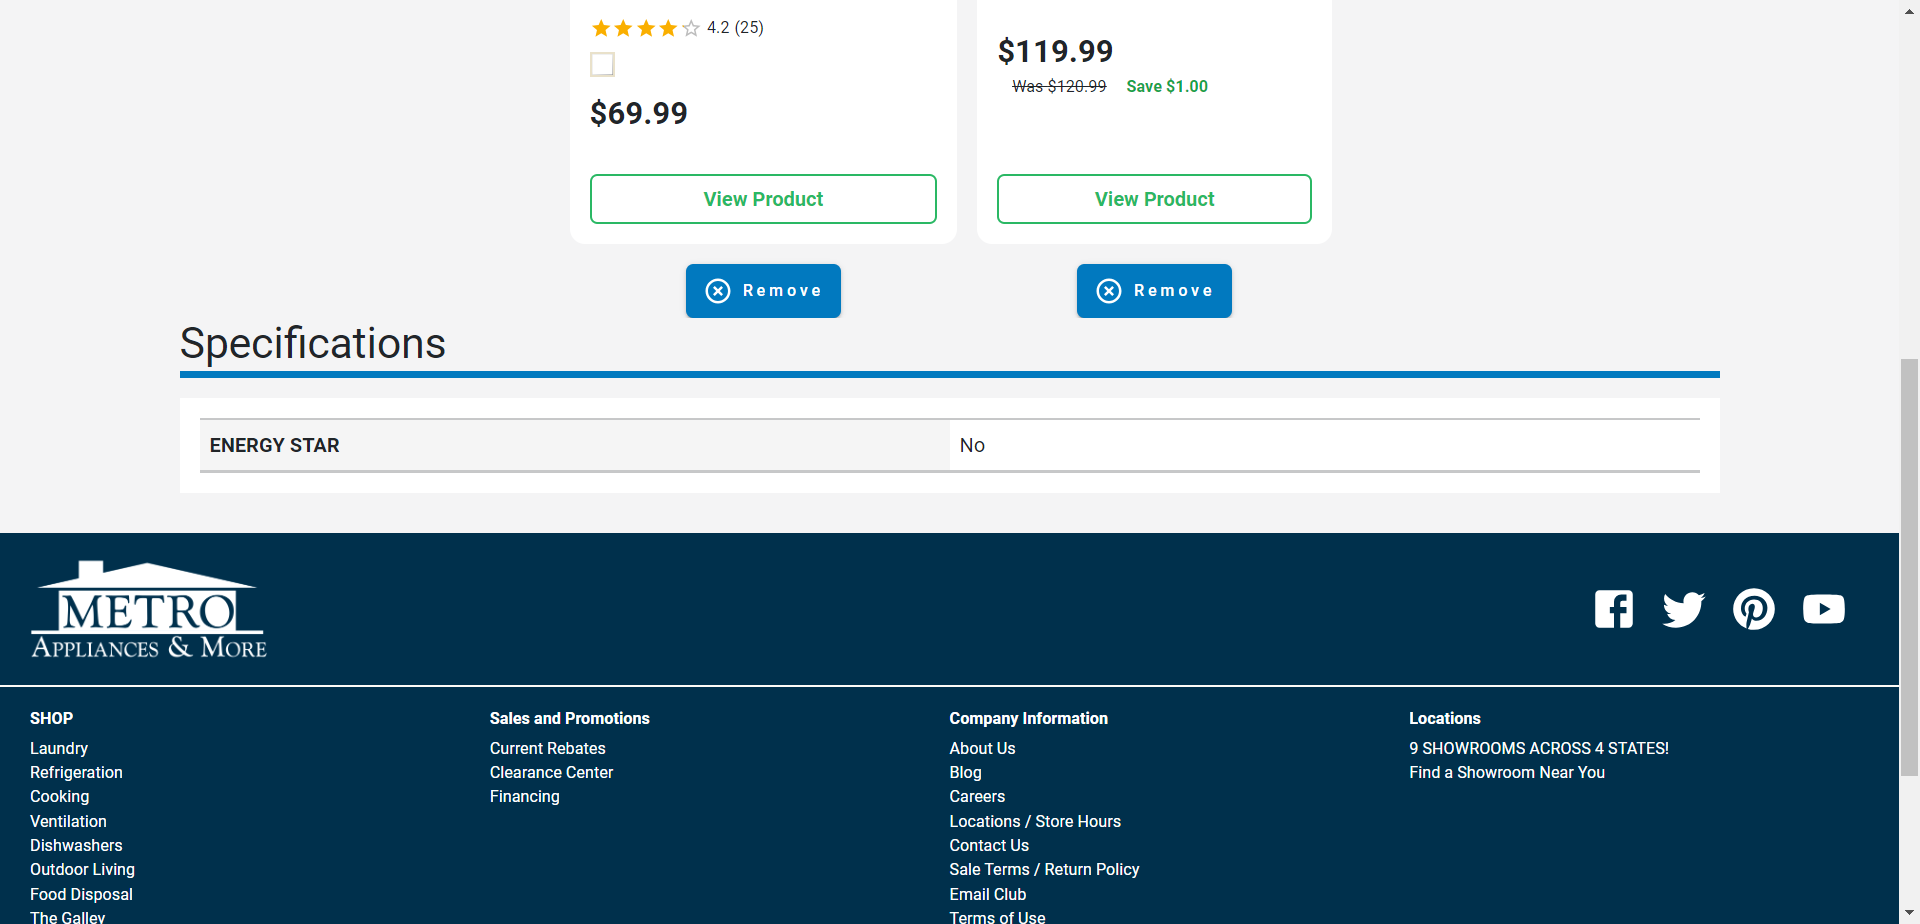 4.2 (25)
$69.99
View Product
Remove
$119.99
Was $120.99 Save $1.00
View Product
Remove
Specifications
ENERGY STAR No
METRO
APPLIANCES & MORE
SHOP
Laundry
Refrigeration
Cooking
Ventilation
Dishwashers
Outdoor Living
Food Disposal
The Galley
Sales and Promotions
Current Rebates
Clearance Center
Financing
Company Information
About Us
Blog
Careers
Locations / Store Hours
Contact Us
Sale Terms / Return Policy
Email Club
Terms of Use
Locations
9 SHOWROOMS ACROSS 4 STATES!
Find a Showroom Near You